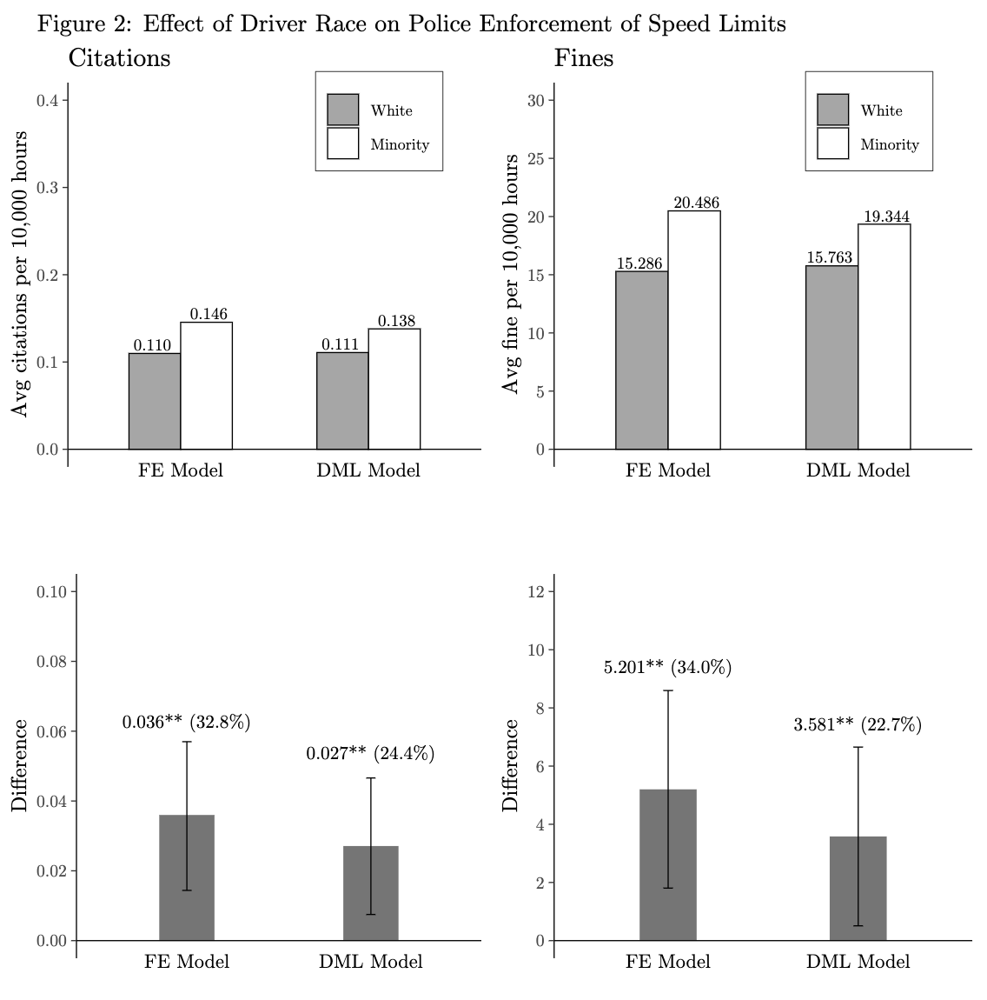 Figure 2: Effect of Driver Race on Police Enforcement of Speed Limits
Citations
White
Minority
Avg citations per 10,000 hours
0.4
0.3
0.2
0.1
0.0
0.110
0.146
0.111
0.138
FE Model
DML Model
Fines
White
Minority
Avg fine per 10,000 hours
30
25
20
15
10
5
0
15.286
20.486
15.763
19.344
FE Model
DML Model
Difference
0.10
0.08
0.06
0.04
0.02
0.00
0.036** (32.8%)
0.027** (24.4%)
FE Model
DML Model
Difference
12
10
8
6
4
2
0
5.201** (34.0%)
3.581** (22.7%)
FE Model
DML Model